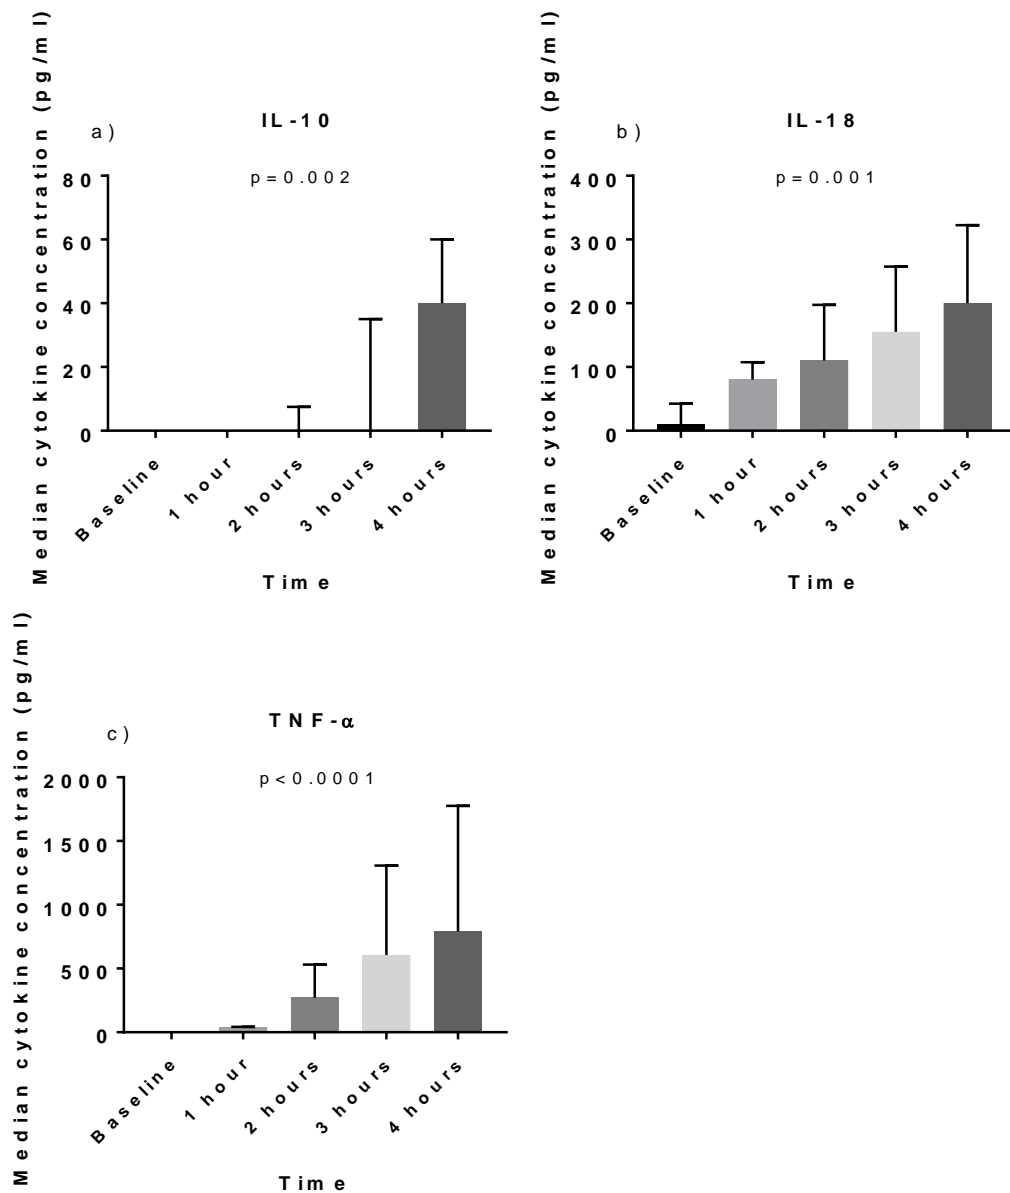 a)
IL-10
p=0.002
Median cytokine concentration (pg/ml)
80
60
40
20
0
Baseline
1 hour
2 hours
3 hours
4 hours
Time
b)
IL-18
p=0.001
Median cytokine concentration (pg/ml)
400
300
200
100
0
Baseline
1 hour
2 hours
3 hours
4 hours
Time
c)
TNF-α
p<0.0001
Median cytokine concentration (pg/ml)
2000
1500
1000
500
0
Baseline
1 hour
2 hours
3 hours
4 hours
Time